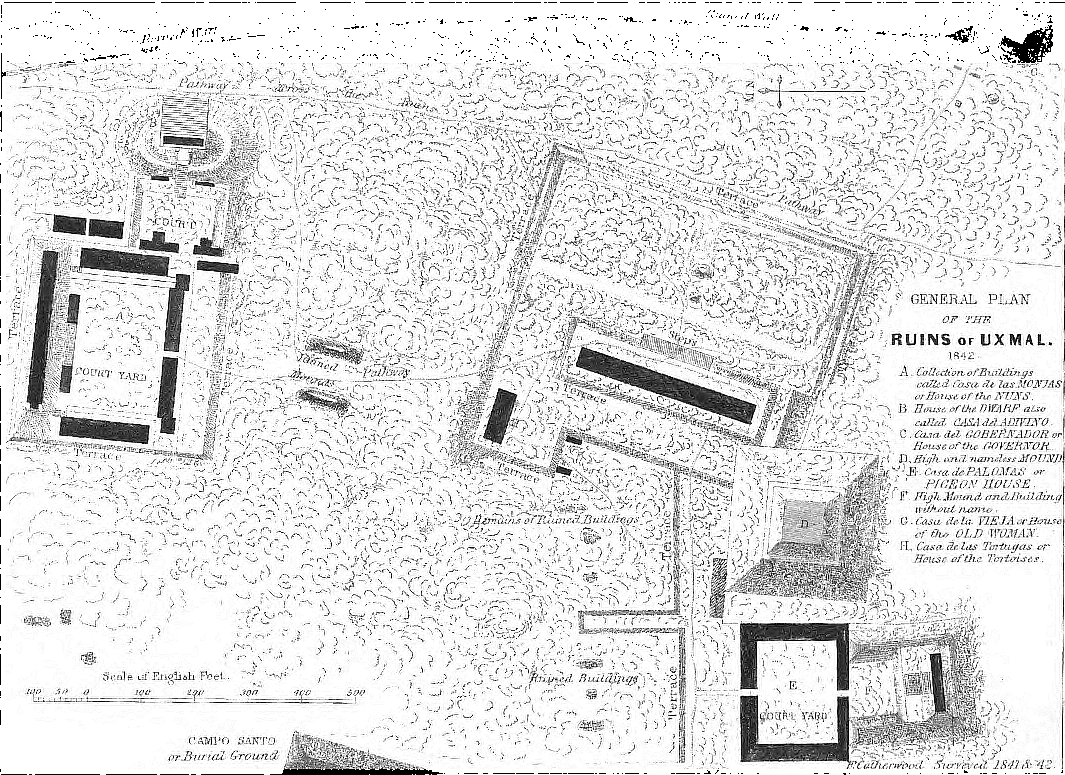 Ruined Wall
Ruined Wall
Pathway across the Ruins
G
N
COURT
Terrace
Pathway
Terrace
GENERAL PLAN
OF THE
RUINS OF UXMAL.
1842.
A. Collection of Buildings
called Casa de las MONJAS
or House of the NUNS.
B House of the DWARF also
called CASA del ADIVINO.
C. Casa del GOBERNADOR or
House of the GOVERNOR.
D. High and nameless MOUND
E. Casa de PALOMAS or
PIGEON HOUSE
F High Mound and Building
without name.
G. Casa de la VIEJA or House
of the OLD WOMAN.
H. Casa de las Tortugas or
House of the Tortoises.
Steps
A
COURT YARD
Ruined
Houses
Pathway
Terrace
Terrace
Terrace
D
Remains of Ruined Buildings
Terrace
Scale of English Feet.
100 50 0 100 200 300 400 500
Ruined Buildings
Terrace
E
COURT YARD
F
CAMPO SANTO
or Burial Ground
F. Catherwood Surveyed 1841 & 42.